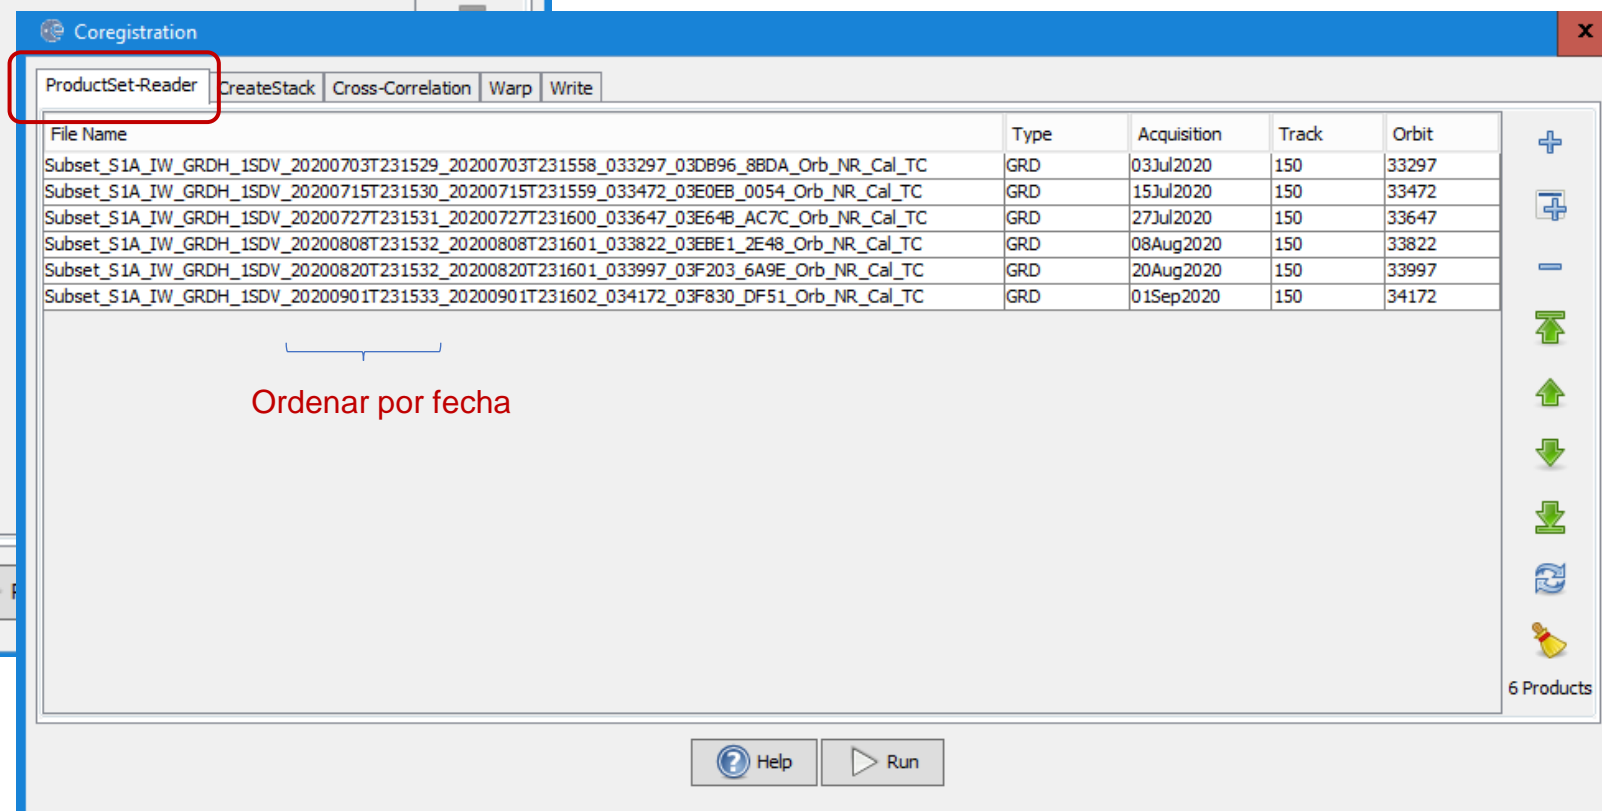 Coregistration
ProductSet-Reader CreateStack Cross-Correlation Warp Write
File Name Type Acquisition Track Orbit
Subset_S1A_IW_GRDH_1SDV_20200703T231529_20200703T231558_033297_03DB96_8BDA_Orb_NR_Cal_TC GRD 03Jul2020 150 33297
Subset_S1A_IW_GRDH_1SDV_20200715T231530_20200715T231559_033472_03E0EB_0054_Orb_NR_Cal_TC GRD 15Jul2020 150 33472
Subset_S1A_IW_GRDH_1SDV_20200727T231531_20200727T231600_033647_03E64B_AC7C_Orb_NR_Cal_TC GRD 27Jul2020 150 33647
Subset_S1A_IW_GRDH_1SDV_20200808T231532_20200808T231601_033822_03EBE1_2E48_Orb_NR_Cal_TC GRD 08Aug2020 150 33822
Subset_S1A_IW_GRDH_1SDV_20200820T231532_20200820T231601_033997_03F203_6A9E_Orb_NR_Cal_TC GRD 20Aug2020 150 33997
Subset_S1A_IW_GRDH_1SDV_20200901T231533_20200901T231602_034172_03F830_DF51_Orb_NR_Cal_TC GRD 01Sep2020 150 34172
Ordenar por fecha
6 Products
Help Run